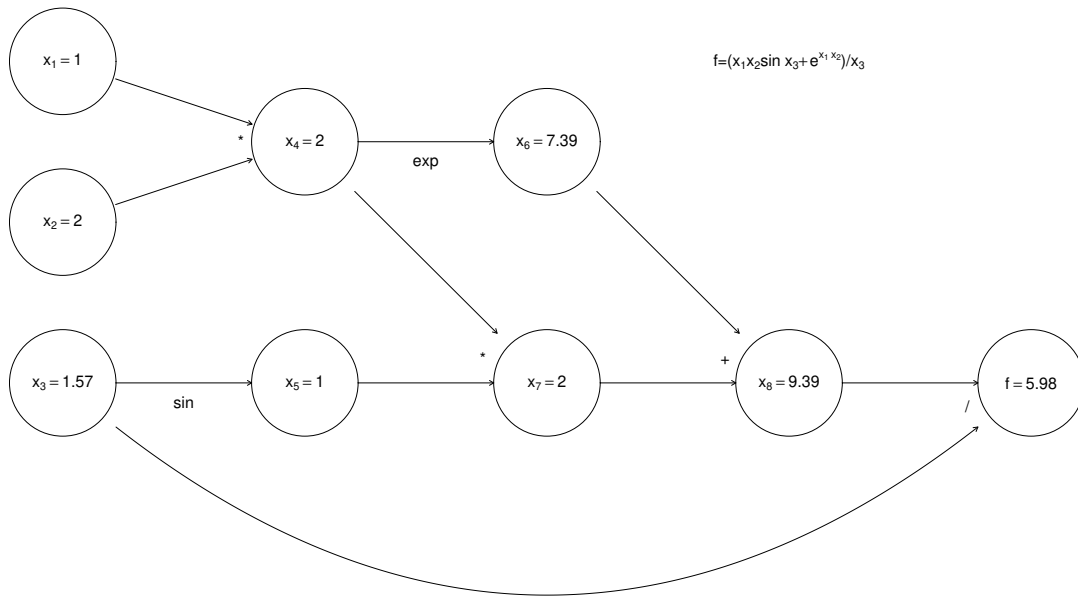 x₁ = 1
f=(x₁x₂sin x₃+e^{x₁ x₂})/x₃
*
x₄ = 2
exp
x₆ = 7.39
x₂ = 2
x₃ = 1.57
sin
x₅ = 1
*
x₇ = 2
+
x₈ = 9.39
/
f = 5.98